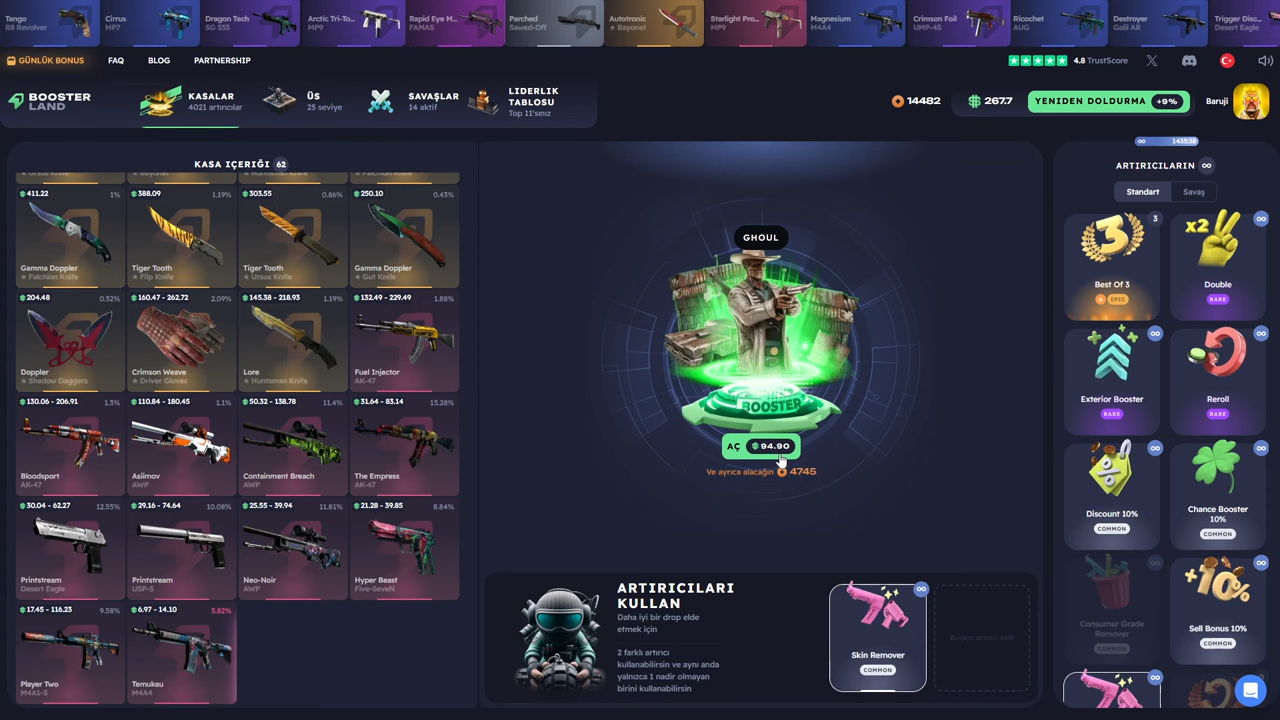 Tango
R8 Revolver
Cirrus
MP7
Dragon Tech
SG 553
Arctic Tri-To...
MP9
Rapid Eye M...
FAMAS
Parched
Sawed-Off
Autotronic
★ Bayonet
Starlight Pro...
MP9
Magnesium
M4A4
Crimson Foil
UMP-45
Ricochet
AUG
Destroyer
Galil AR
Trigger Disc...
Desert Eagle
GÜNLÜK BONUS
FAQ
BLOG
PARTNERSHIP
4.8 TrustScore
BOOSTER
LAND
KASALAR
4021 artırıcılar
ÜS
25 seviye
SAVAŞLAR
14 aktif
LIDERLIK
TABLOSU
Top 11'sınız
14482
267.7
YENIDEN DOLDURMA +9%
Baruji
KASA IÇERIĞI 62
411.22 1%
Gamma Doppler
★ Falchion Knife
388.09 1.19%
Tiger Tooth
★ Flip Knife
303.55 0.86%
Tiger Tooth
★ Ursus Knife
250.10 0.43%
Gamma Doppler
★ Gut Knife
204.48 0.52%
Doppler
★ Shadow Daggers
160.47 - 262.72 2.09%
Crimson Weave
★ Driver Gloves
145.38 - 218.93 1.19%
Lore
★ Huntsman Knife
132.49 - 229.49 1.88%
Fuel Injector
AK-47
130.06 - 206.91 1.3%
Bloodsport
AK-47
110.84 - 180.45 1.1%
Asiimov
AWP
50.32 - 138.78 11.4%
Containment Breach
AWP
31.64 - 83.14 15.28%
The Empress
AK-47
30.04 - 62.27 12.55%
Printstream
Desert Eagle
29.16 - 74.64 10.08%
Printstream
USP-S
25.55 - 39.94 11.81%
Neo-Noir
AWP
21.28 - 39.85 8.84%
Hyper Beast
Five-SeveN
17.45 - 116.23 9.58%
Player Two
M4A1-S
6.97 - 14.10 5.82%
Temukau
M4A4
GHOUL
BOOSTER
AÇ 94.90
Ve ayrıca alacağın 4745
ARTIRICILARI
KULLAN
Daha iyi bir drop elde
etmek için
2 farklı artırıcı
kullanabilirsin ve aynı anda
yalnızca 1 nadir olmayan
birini kullanabilirsin
∞
Skin Remover
COMMON
∞ 1435:38
ARTIRICILARIN ∞
Standart
Savaş
3
3
Best Of 3
EPIC
x2
∞
Double
RARE
∞
Exterior Booster
RARE
∞
Reroll
RARE
%
∞
Discount 10%
COMMON
∞
Chance Booster
10%
COMMON
∞
Consumer Grade
Remover
COMMON
+10%
∞
Sell Bonus 10%
COMMON
∞